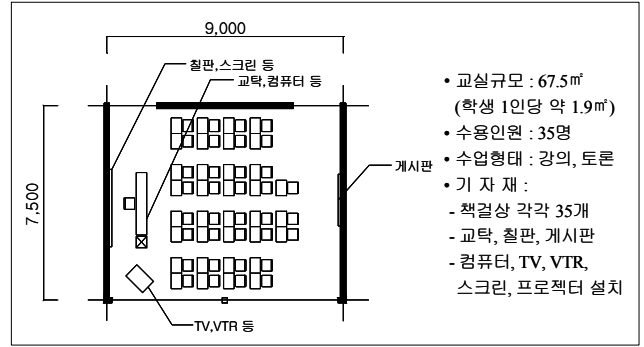 9,000
칠판,스크린 등
교탁,컴퓨터 등
7,500
게시판
TV,VTR 등
• 교실규모 : 67.5㎡
(학생 1인당 약 1.9㎡)
• 수용인원 : 35명
• 수업형태 : 강의, 토론
• 기 자 재 :
- 책걸상 각각 35개
- 교탁, 칠판, 게시판
- 컴퓨터, TV, VTR,
스크린, 프로젝터 설치